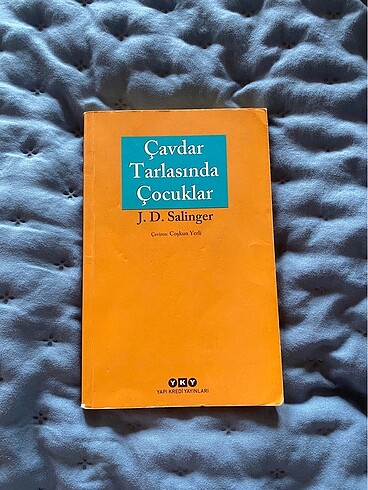 Çavdar
Tarlasında
Çocuklar
J. D. Salinger
Çeviren: Coşkun Yerli
YKY
YAPI KREDİ YAYINLARI